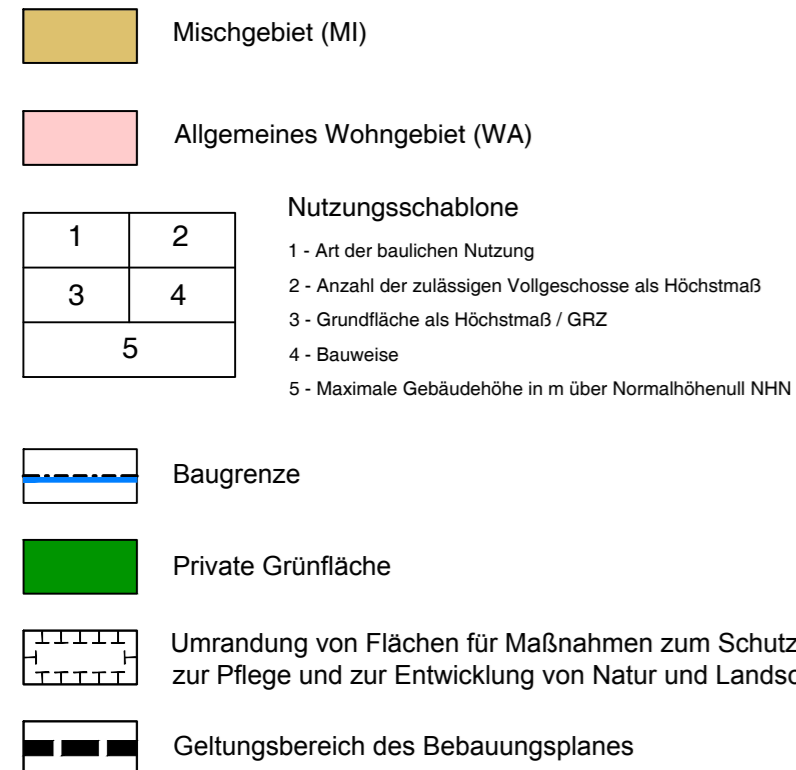 Mischgebiet (MI)
Allgemeines Wohngebiet (WA)
Nutzungsschablone
1 2
3 4
5
1 - Art der baulichen Nutzung
2 - Anzahl der zulässigen Vollgeschosse als Höchstmaß
3 - Grundfläche als Höchstmaß / GRZ
4 - Bauweise
5 - Maximale Gebäudehöhe in m über Normalhöhenull NHN
Baugrenze
Private Grünfläche
Umrandung von Flächen für Maßnahmen zum Schutz
zur Pflege und zur Entwicklung von Natur und
Geltungsbereich des Bebauungsplanes